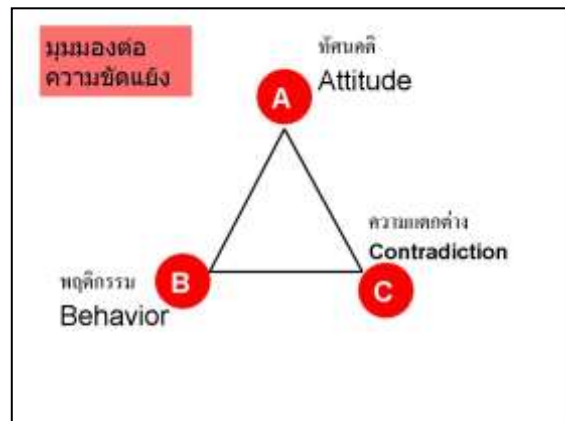 มุมมองต่อ
ความขัดแย้ง
ทัศนคติ
Attitude
A
ความแตกต่าง
Contradiction
C
พฤติกรรม
Behavior
B